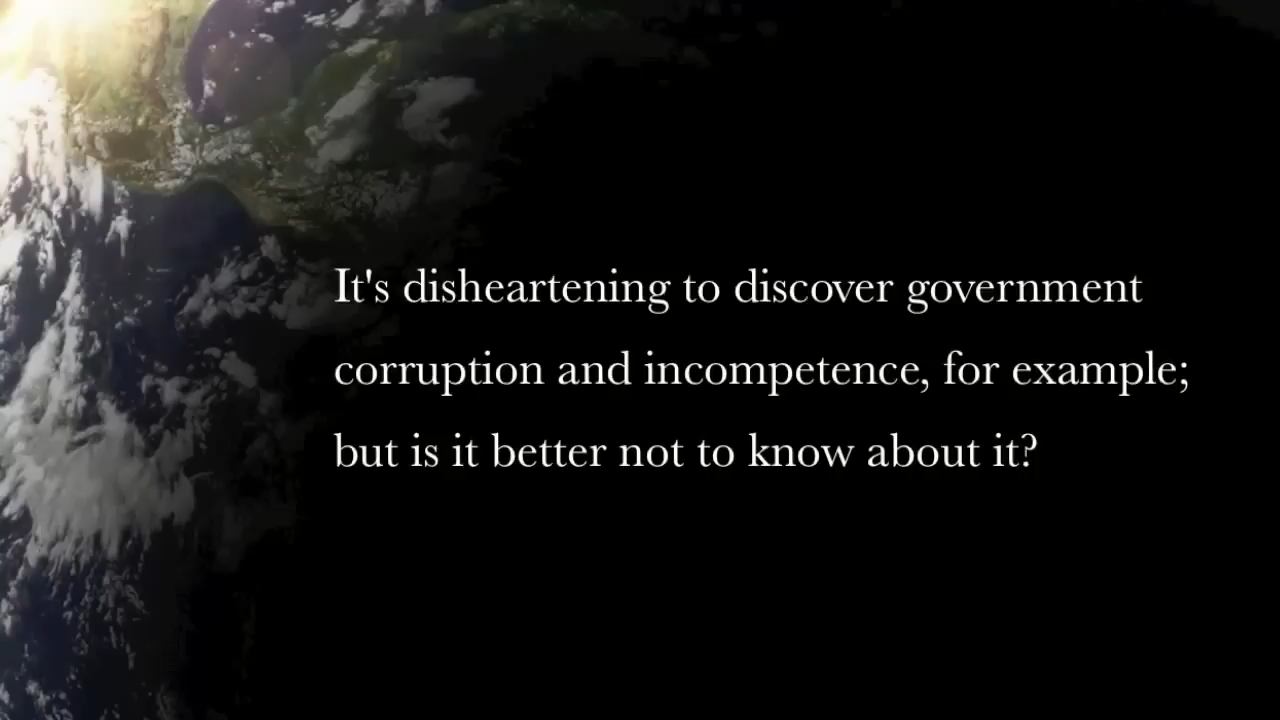 It's disheartening to discover government
corruption and incompetence, for example;
but is it better not to know about it?